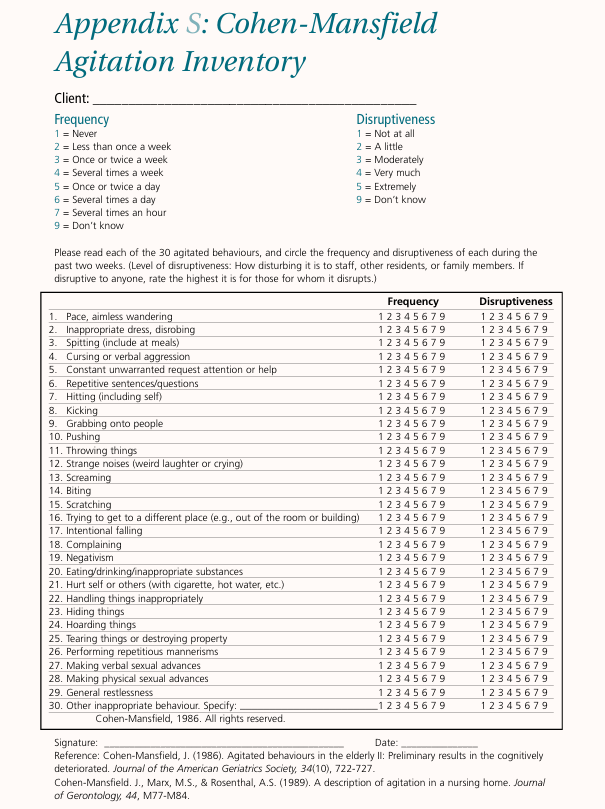 Appendix S: Cohen-Mansfield
Agitation Inventory
Client: ______________________________________________
Frequency
1 = Never
2 = Less than once a week
3 = Once or twice a week
4 = Several times a week
5 = Once or twice a day
6 = Several times a day
7 = Several times an hour
9 = Don't know
Disruptiveness
1 = Not at all
2 = A little
3 = Moderately
4 = Very much
5 = Extremely
9 = Don't know
Please read each of the 30 agitated behaviours, and circle the frequency and disruptiveness of each during the
past two weeks. (Level of disruptiveness: How disturbing it is to staff, other residents, or family members. If
disruptive to anyone, rate the highest it is for those for whom it disrupts.)
Frequency Disruptiveness
1. Pace, aimless wandering 1 2 3 4 5 6 7 9 1 2 3 4 5 6 7 9
2. Inappropriate dress, disrobing 1 2 3 4 5 6 7 9 1 2 3 4 5 6 7 9
3. Spitting (include at meals) 1 2 3 4 5 6 7 9 1 2 3 4 5 6 7 9
4. Cursing or verbal aggression 1 2 3 4 5 6 7 9 1 2 3 4 5 6 7 9
5. Constant unwarranted request attention or help 1 2 3 4 5 6 7 9 1 2 3 4 5 6 7 9
6. Repetitive sentences/questions 1 2 3 4 5 6 7 9 1 2 3 4 5 6 7 9
7. Hitting (including self) 1 2 3 4 5 6 7 9 1 2 3 4 5 6 7 9
8. Kicking 1 2 3 4 5 6 7 9 1 2 3 4 5 6 7 9
9. Grabbing onto people 1 2 3 4 5 6 7 9 1 2 3 4 5 6 7 9
10. Pushing 1 2 3 4 5 6 7 9 1 2 3 4 5 6 7 9
11. Throwing things 1 2 3 4 5 6 7 9 1 2 3 4 5 6 7 9
12. Strange noises (weird laughter or crying) 1 2 3 4 5 6 7 9 1 2 3 4 5 6 7 9
13. Screaming 1 2 3 4 5 6 7 9 1 2 3 4 5 6 7 9
14. Biting 1 2 3 4 5 6 7 9 1 2 3 4 5 6 7 9
15. Scratching 1 2 3 4 5 6 7 9 1 2 3 4 5 6 7 9
16. Trying to get to a different place (e.g., out of the room or building) 1 2 3 4 5 6 7 9 1 2 3 4 5 6 7 9
17. Intentional falling 1 2 3 4 5 6 7 9 1 2 3 4 5 6 7 9
18. Complaining 1 2 3 4 5 6 7 9 1 2 3 4 5 6 7 9
19. Negativism 1 2 3 4 5 6 7 9 1 2 3 4 5 6 7 9
20. Eating/drinking/inappropriate substances 1 2 3 4 5 6 7 9 1 2 3 4 5 6 7 9
21. Hurt self or others (with cigarette, hot water, etc.) 1 2 3 4 5 6 7 9 1 2 3 4 5 6 7 9
22. Handling things inappropriately 1 2 3 4 5 6 7 9 1 2 3 4 5 6 7 9
23. Hiding things 1 2 3 4 5 6 7 9 1 2 3 4 5 6 7 9
24. Hoarding things 1 2 3 4 5 6 7 9 1 2 3 4 5 6 7 9
25. Tearing things or destroying property 1 2 3 4 5 6 7 9 1 2 3 4 5 6 7 9
26. Performing repetitious mannerisms 1 2 3 4 5 6 7 9 1 2 3 4 5 6 7 9
27. Making verbal sexual advances 1 2 3 4 5 6 7 9 1 2 3 4 5 6 7 9
28. Making physical sexual advances 1 2 3 4 5 6 7 9 1 2 3 4 5 6 7 9
29. General restlessness 1 2 3 4 5 6 7 9 1 2 3 4 5 6 7 9
30. Other inappropriate behaviour. Specify: ______________________ 1 2 3 4 5 6 7 9 1 2 3 4 5 6 7 9
Cohen-Mansfield, 1986. All rights reserved.
Signature: ______________________________ Date: ______________
Reference: Cohen-Mansfield, J. (1986). Agitated behaviours in the elderly II: Preliminary results in the cognitively
deteriorated. Journal of the American Geriatrics Society, 34(10), 722-727.
Cohen-Mansfield. J., Marx, M.S., & Rosenthal, A.S. (1989). A description of agitation in a nursing home. Journal
of Gerontology, 44, M77-M84.